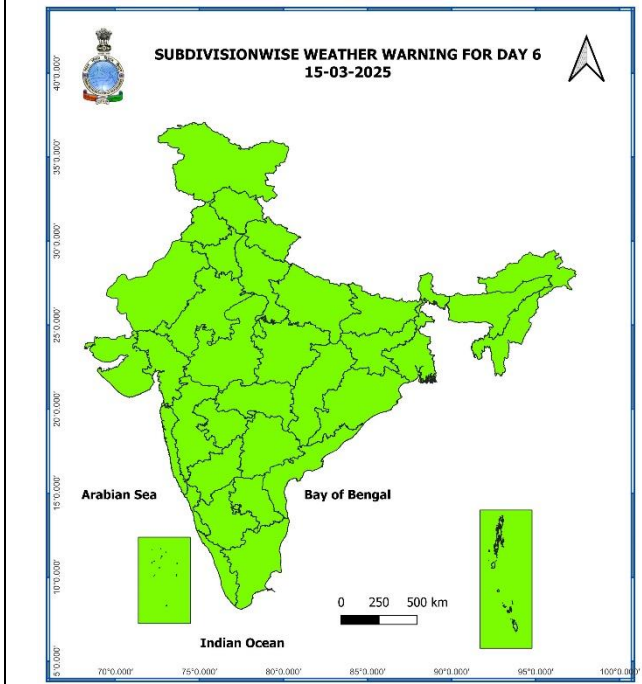 SUBDIVISIONWISE WEATHER WARNING FOR DAY 6
15-03-2025
40°0.000'
35°0.000'
30°0.000'
25°0.000'
20°0.000'
15°0.000'
10°0.000'
5°0.000'
Arabian Sea
Bay of Bengal
0 250 500 km
Indian Ocean
70°0.000' 75°0.000' 80°0.000' 85°0.000' 90°0.000' 95°0.000' 100°0.000'